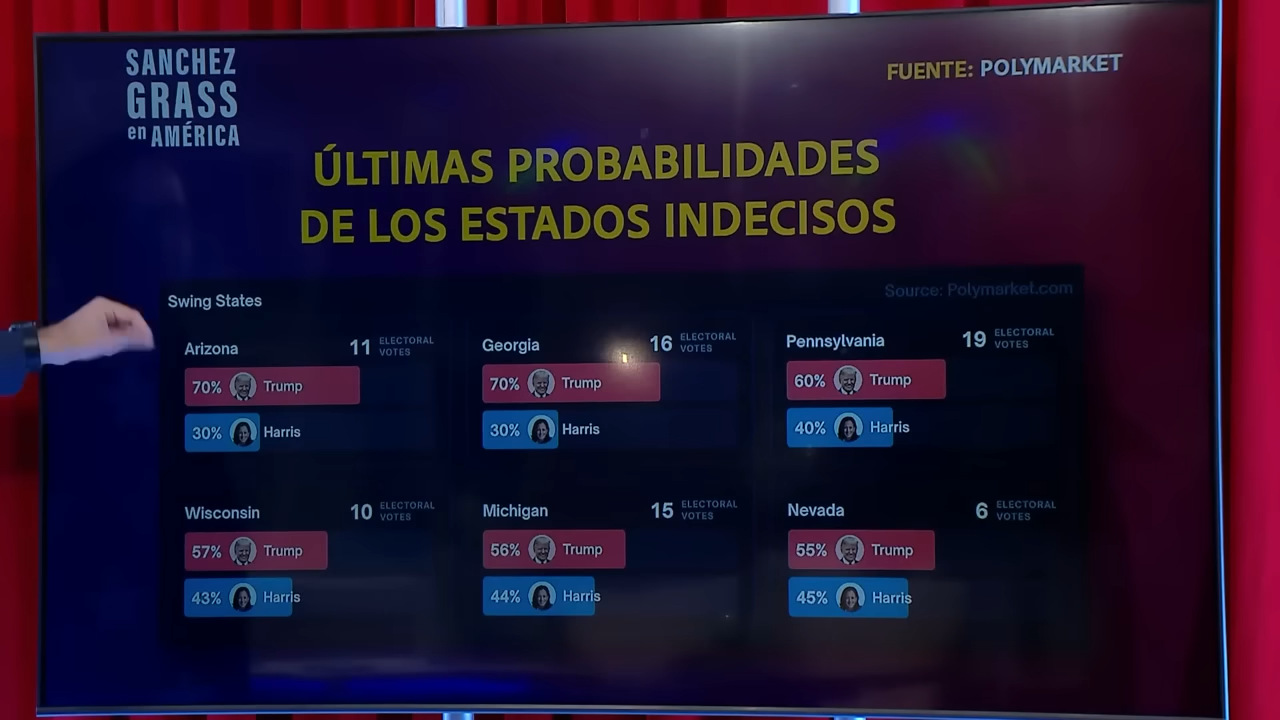 SANCHEZ
GRASS
en AMÉRICA
FUENTE: POLYMARKET
ÚLTIMAS PROBABILIDADES
DE LOS ESTADOS INDECISOS
Swing States
Source: Polymarket.com
Arizona 11 ELECTORAL VOTES
70% Trump
30% Harris
Georgia 16 ELECTORAL VOTES
70% Trump
30% Harris
Pennsylvania 19 ELECTORAL VOTES
60% Trump
40% Harris
Wisconsin 10 ELECTORAL VOTES
57% Trump
43% Harris
Michigan 15 ELECTORAL VOTES
56% Trump
44% Harris
Nevada 6 ELECTORAL VOTES
55% Trump
45% Harris